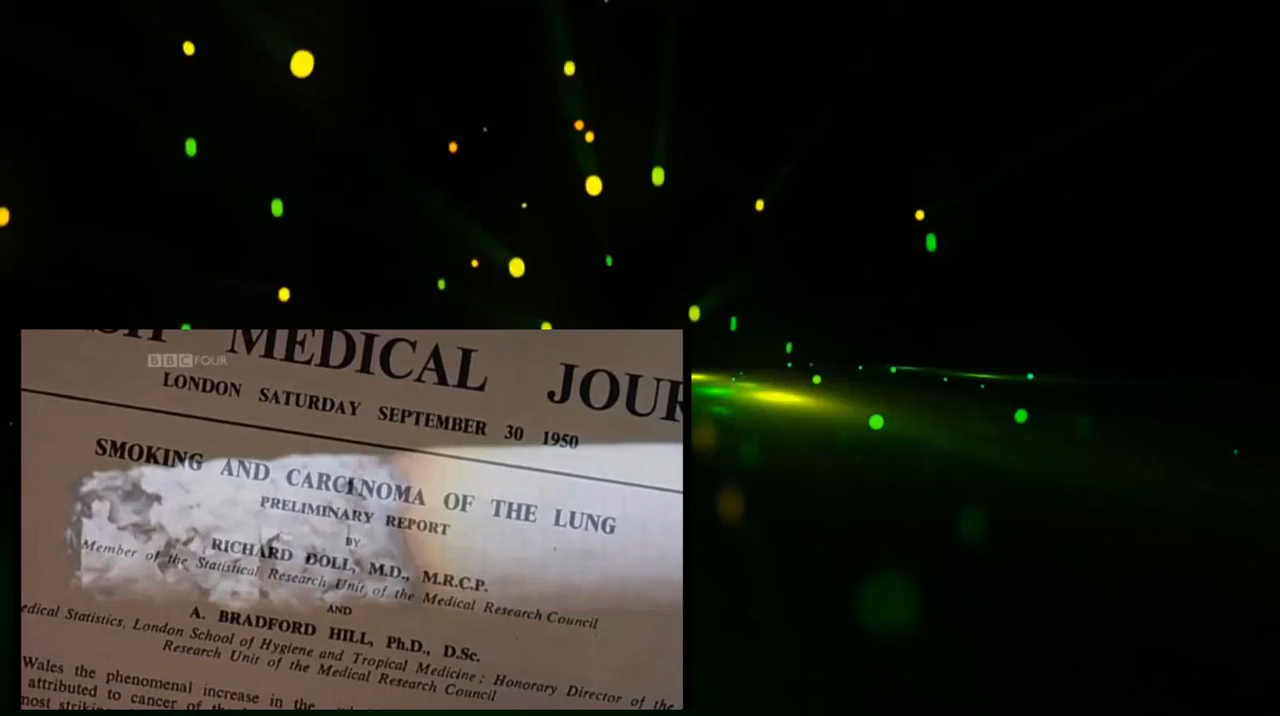 MEDICAL
BBC FOUR
LONDON SATURDAY SEPTEMBER 30 1950
SMOKING AND CARCINOMA OF THE LUNG
PRELIMINARY REPORT
BY
RICHARD DOLL, M.D., M.R.C.P.
Member of the Statistical Research Unit of the Medical Research Council
AND
A. BRADFORD HILL, Ph.D., D.Sc.
Medical Statistics, London School of Hygiene and Tropical Medicine; Honorary Director of the
Research Unit of the Medical Research Council
Wales the phenomenal increase in the
attributed to cancer of the
most